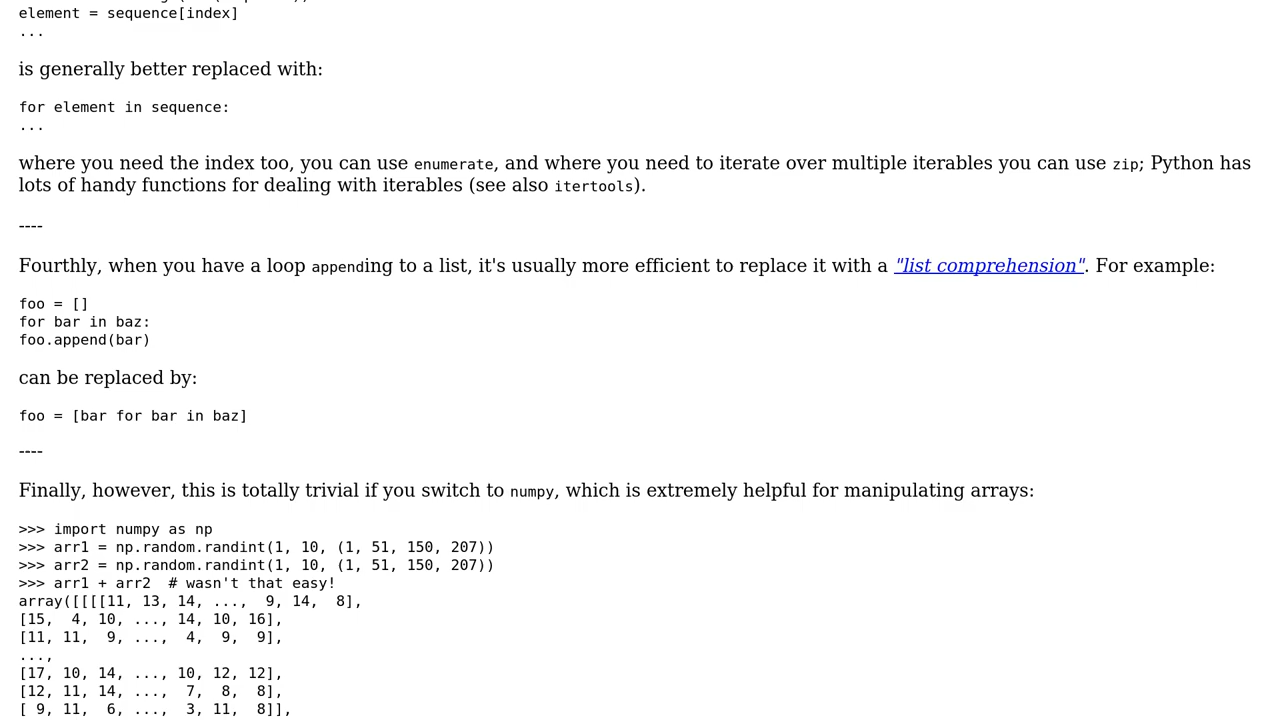 element = sequence[index]
...
is generally better replaced with:
for element in sequence:
...
where you need the index too, you can use enumerate, and where you need to iterate over multiple iterables you can use zip; Python has
lots of handy functions for dealing with iterables (see also itertools).
----
Fourthly, when you have a loop appending to a list, it's usually more efficient to replace it with a "list comprehension". For example:
foo = []
for bar in baz:
foo.append(bar)
can be replaced by:
foo = [bar for bar in baz]
----
Finally, however, this is totally trivial if you switch to numpy, which is extremely helpful for manipulating arrays:
>>> import numpy as np
>>> arr1 = np.random.randint(1, 10, (1, 51, 150, 207))
>>> arr2 = np.random.randint(1, 10, (1, 51, 150, 207))
>>> arr1 + arr2  # wasn't that easy!
array([[[[11, 13, 14, ...,  9, 14,  8],
[15,  4, 10, ..., 14, 10, 16],
[11, 11,  9, ...,  4,  9,  9],
...,
[17, 10, 14, ..., 10, 12, 12],
[12, 11, 14, ...,  7,  8,  8],
[ 9, 11,  6, ...,  3, 11,  8]],